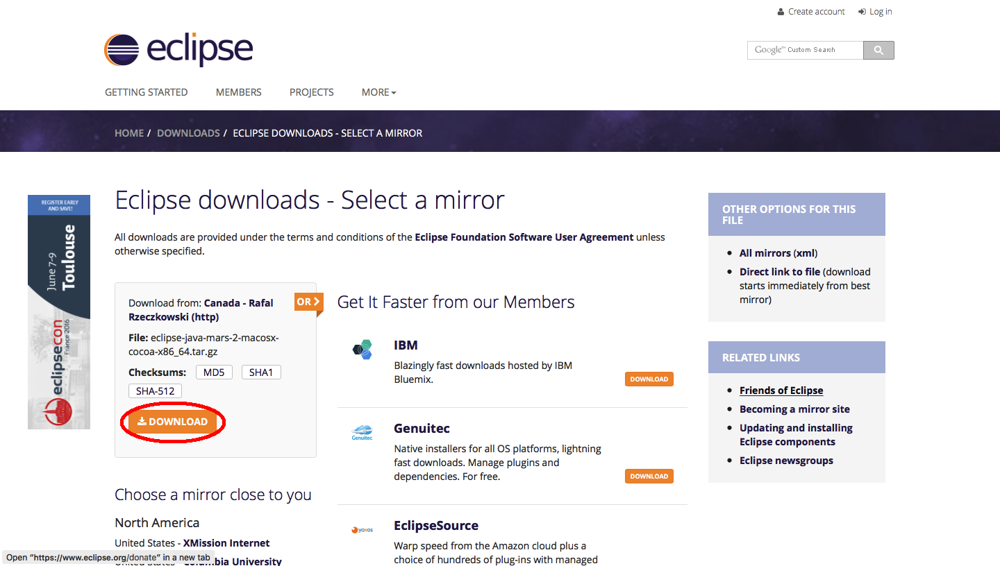 Create account
Log in
eclipse
Google™ Custom Search
GETTING STARTED
MEMBERS
PROJECTS
MORE
HOME / DOWNLOADS / ECLIPSE DOWNLOADS - SELECT A MIRROR
REGISTER EARLY
AND SAVE!
June 7-9
Toulouse
eclipsecon
France 2016
Eclipse downloads - Select a mirror
All downloads are provided under the terms and conditions of the Eclipse Foundation Software User Agreement unless
otherwise specified.
Download from: Canada - Rafal
Rzeczkowski (http)
File: eclipse-java-mars-2-macosx-
cocoa-x86_64.tar.gz
Checksums: MD5 SHA1
SHA-512
DOWNLOAD
OR
Choose a mirror close to you
North America
United States - XMission Internet
United States - Columbia University
Get It Faster from our Members
IBM
Blazingly fast downloads hosted by IBM
Bluemix.
DOWNLOAD
Genuitec
Genuitec
Native installers for all OS platforms, lightning
fast downloads. Manage plugins and
dependencies. For free.
DOWNLOAD
yoxos
EclipseSource
Warp speed from the Amazon cloud plus a
choice of hundreds of plug-ins with managed
OTHER OPTIONS FOR THIS
FILE
All mirrors (xml)
Direct link to file (download
starts immediately from best
mirror)
RELATED LINKS
Friends of Eclipse
Becoming a mirror site
Updating and installing
Eclipse components
Eclipse newsgroups
Open “https://www.eclipse.org/donate” in a new tab